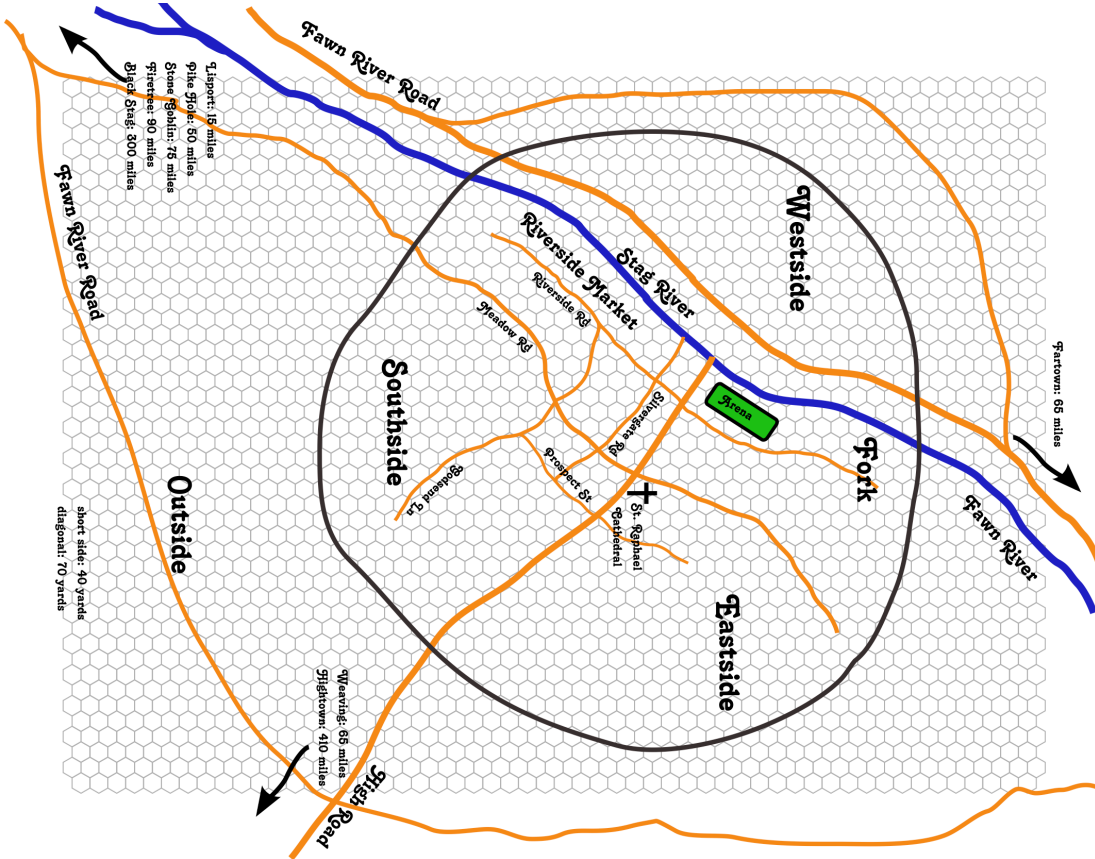 Fawn River Road
Lisport: 15 miles
Pike Hole: 50 miles
Stone Goblin: 75 miles
Firetree: 90 miles
Black Stag: 300 miles
Fawn River Road
Westside
Stag River
Riverside Market
Riverside Rd
Meadow Rd
Fartown: 65 miles
Southside
Arena
Silvergate Rd
Fork
Godsend Ln
Prospect St.
St. Raphael
Cathedral
Fawn River
Outside
short side: 40 yards
diagonal: 70 yards
Eastside
Weaving: 65 miles
Hightown: 410 miles
High Road